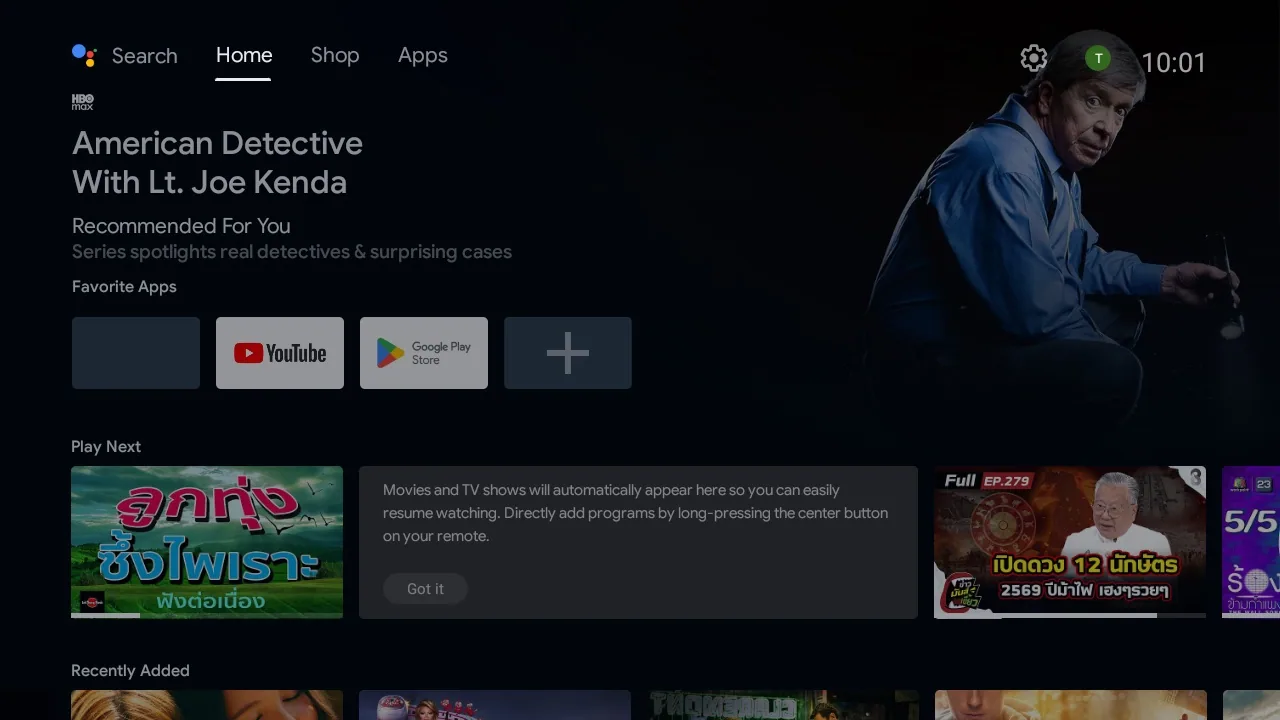 Search Home Shop Apps
T 10:01
HBO
max
American Detective
With Lt. Joe Kenda
Recommended For You
Series spotlights real detectives & surprising cases
Favorite Apps
YouTube
Google Play
Store
Play Next
ลูกทุ่ง
ซึ้งไพเราะ
ฟังต่อเนื่อง
Movies and TV shows will automatically appear here so you can easily
resume watching. Directly add programs by long-pressing the center button
on your remote.
Got it
Full EP.279
3
เปิดดวง 12 นักษัตร
2569 ปีม้าไฟ เฮงๆรวยๆ
23
5/5
Recently Added